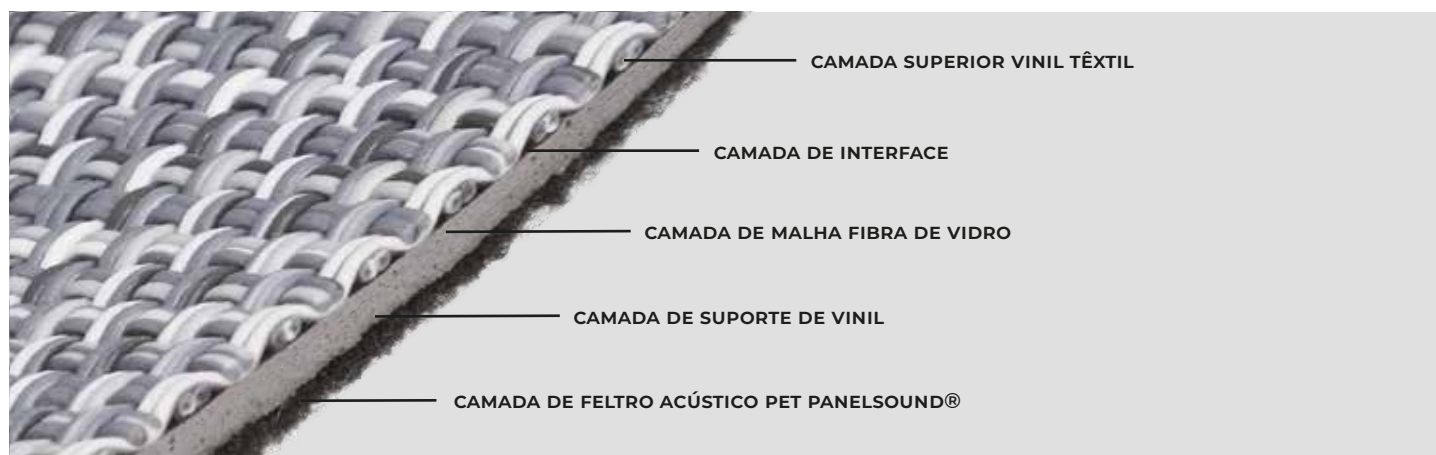 CAMADA SUPERIOR VINIL TÊXTIL
CAMADA DE INTERFACE
CAMADA DE MALHA FIBRA DE VIDRO
CAMADA DE SUPORTE DE VINIL
CAMADA DE FELTRO ACÚSTICO PET PANELSOUND®